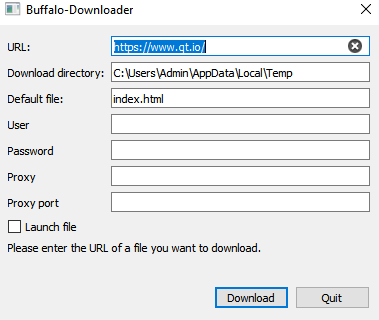 Buffalo-Downloader
URL: https://www.qt.io/
Download directory: C:\Users\Admin\AppData\Local\Temp
Default file: index.html
User
Password
Proxy
Proxy port
Launch file
Please enter the URL of a file you want to download.
Download Quit